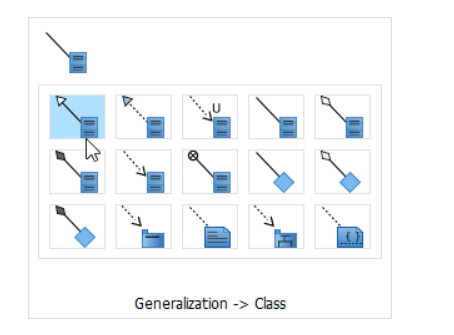 U
{ }
Generalization -> Class